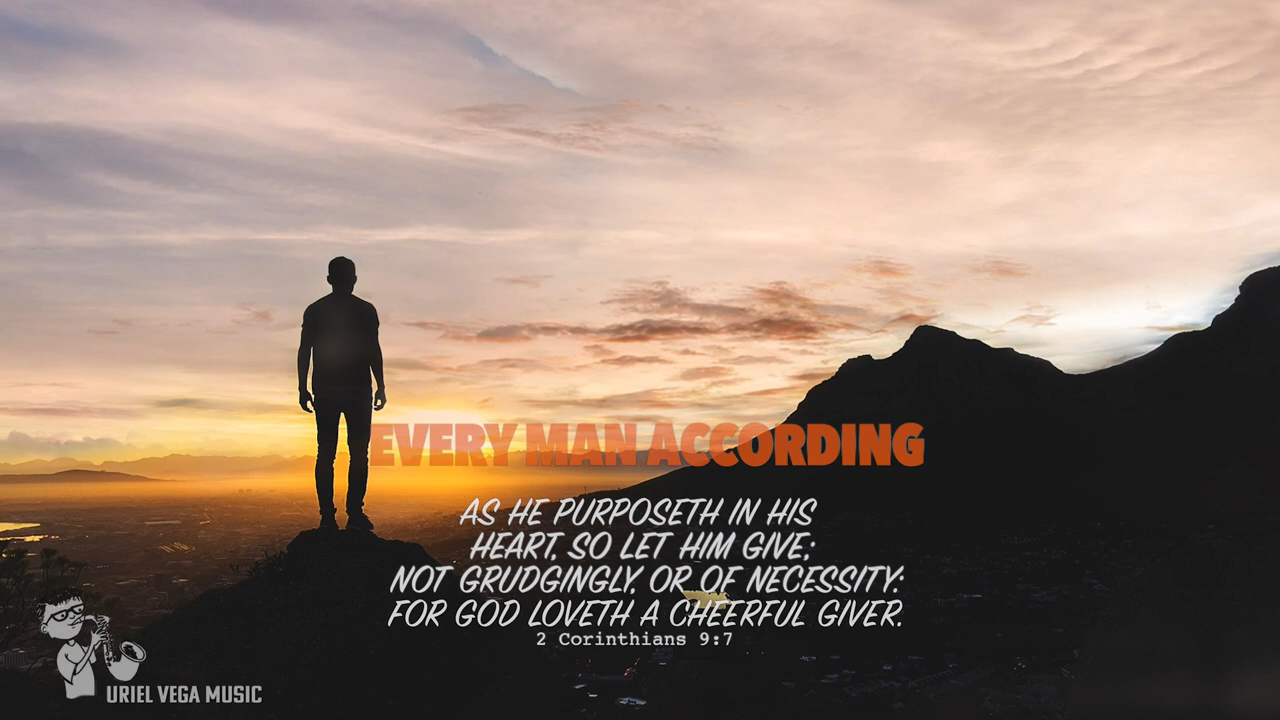 EVERY MAN ACCORDING
AS HE PURPOSETH IN HIS
HEART, SO LET HIM GIVE;
NOT GRUDGINGLY, OR OF NECESSITY:
FOR GOD LOVETH A CHEERFUL GIVER.
2 Corinthians 9:7
URIEL VEGA MUSIC